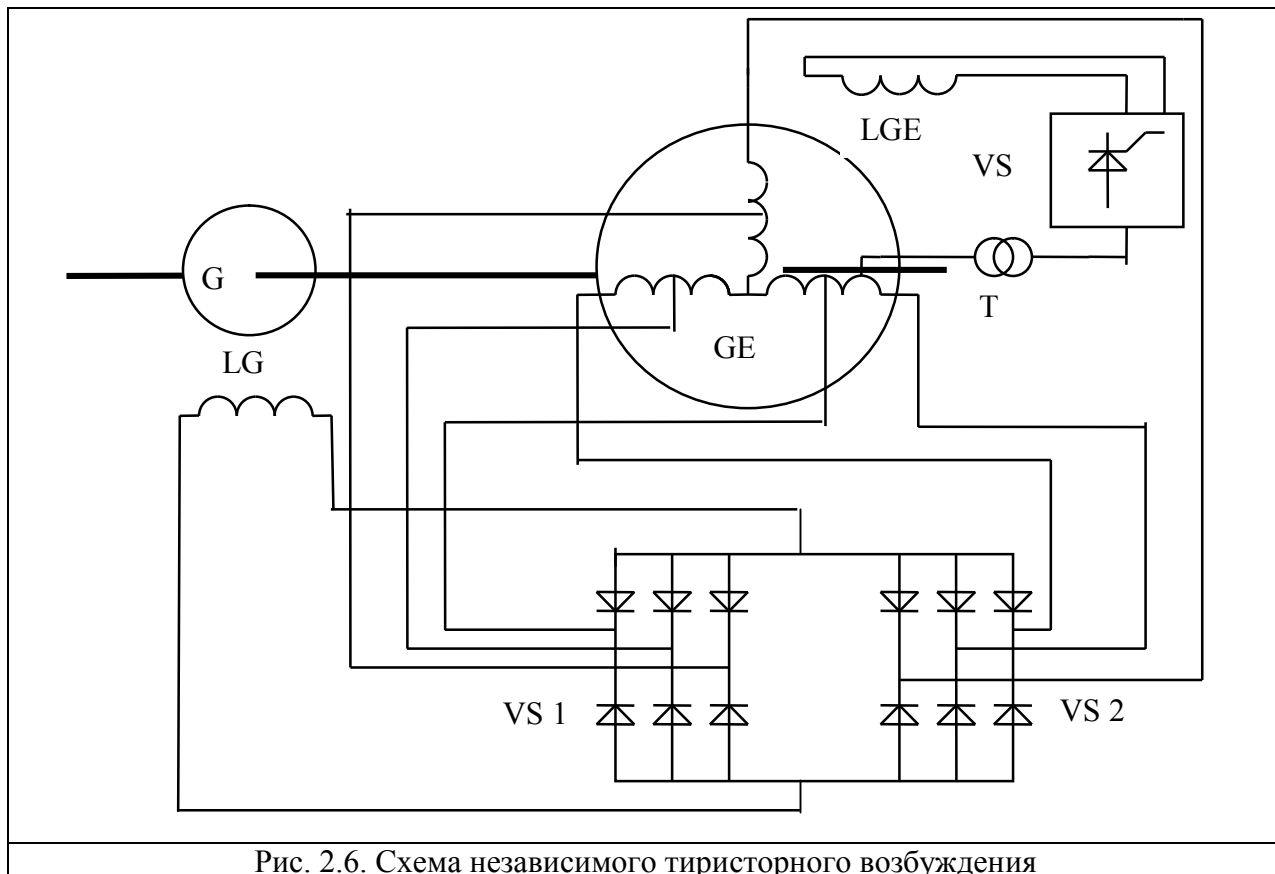 LGE
VS
G
T
LG
GE
VS 1
VS 2
Рис. 2.6. Схема независимого тиристорного возбуждения